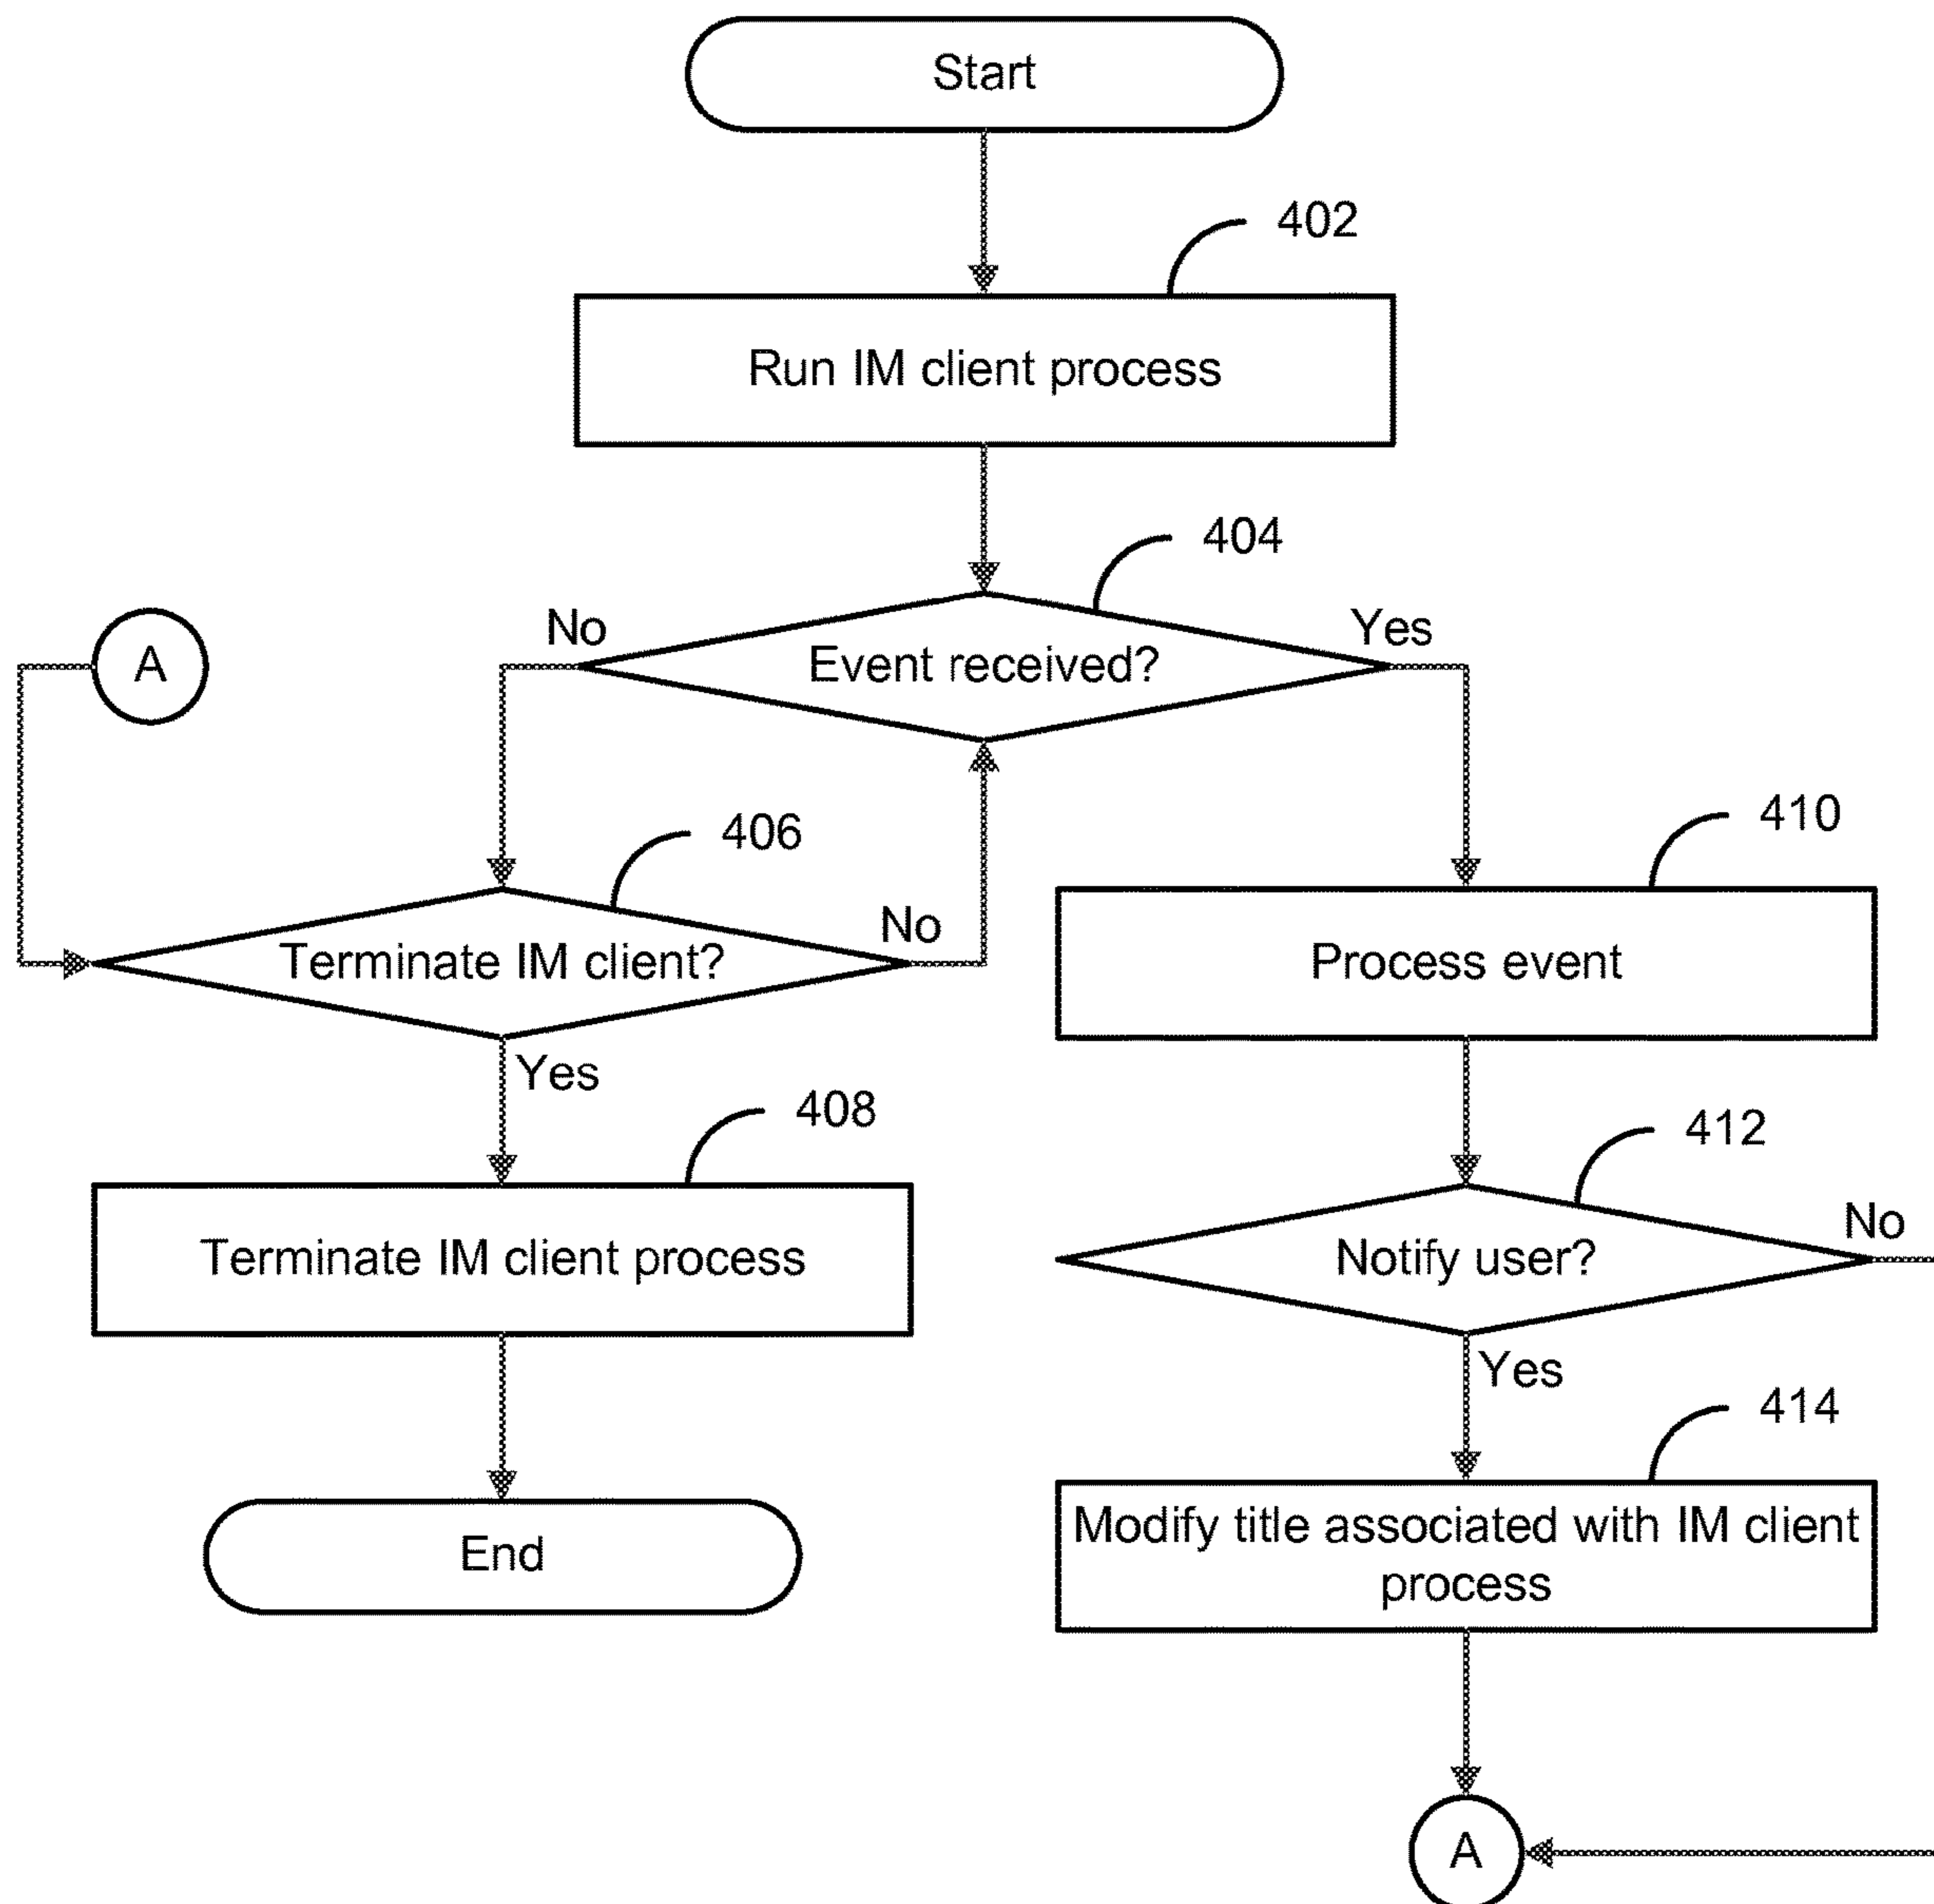 Start
402
Run IM client process
404
No
Yes
Event received?
A
406
410
No
Terminate IM client?
Process event
Yes
408
412
No
Terminate IM client process
Notify user?
Yes
414
Modify title associated with IM client
process
End
A